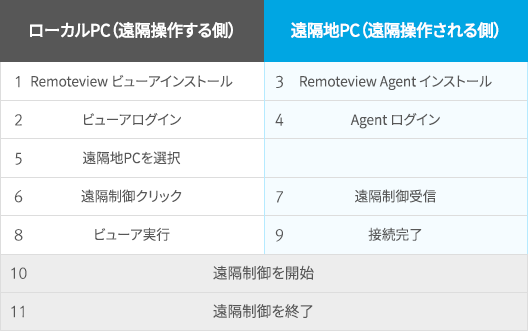 ローカルPC（遠隔操作する側） 遠隔地PC（遠隔操作される側）
1 Remoteview ビューアインストール 3 Remoteview Agent インストール
2 ビューアログイン 4 Agent ログイン
5 遠隔地PCを選択
6 遠隔制御クリック 7 遠隔制御受信
8 ビューア実行 9 接続完了
10 遠隔制御を開始
11 遠隔制御を終了